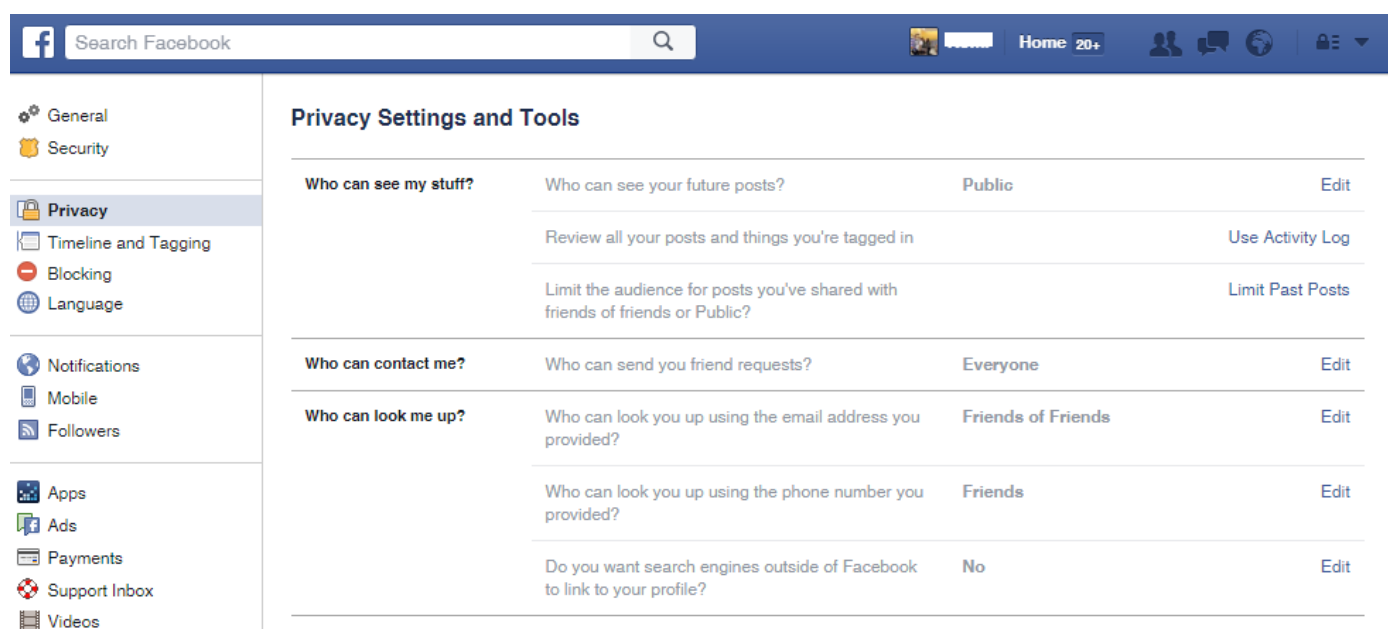 f Search Facebook Home 20+
General
Security
Privacy
Timeline and Tagging
Blocking
Language
Notifications
Mobile
Followers
Apps
Ads
Payments
Support Inbox
Videos
Privacy Settings and Tools
Who can see my stuff? Who can see your future posts? Public Edit
Review all your posts and things you're tagged in Use Activity Log
Limit the audience for posts you've shared with
friends of friends or Public? Limit Past Posts
Who can contact me? Who can send you friend requests? Everyone Edit
Who can look me up? Who can look you up using the email address you
provided? Friends of Friends Edit
Who can look you up using the phone number you
provided? Friends Edit
Do you want search engines outside of Facebook
to link to your profile? No Edit